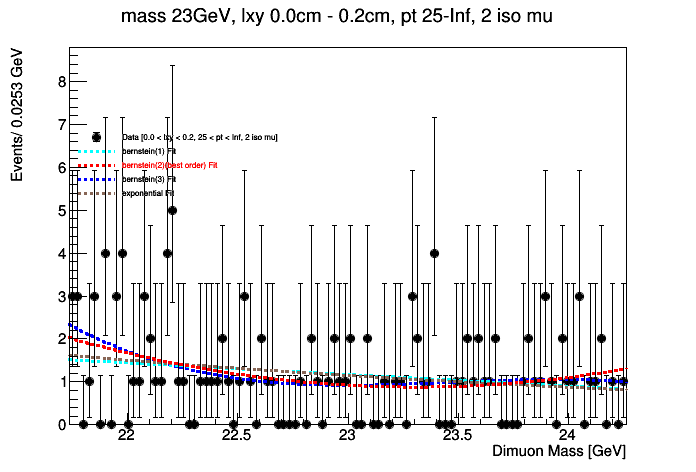 mass 23GeV, lxy 0.0cm - 0.2cm, pt 25-Inf, 2 iso mu
Events/ 0.0253 GeV
8
7
Data [0.0 < lxy < 0.2, 25 < pt < Inf, 2 iso mu]
bernstein(1) Fit
6
bernstein(2)(best order) Fit
bernstein(3) Fit
exponential Fit
5
4
3
2
1
0
22 22.5 23 23.5 24
Dimuon Mass [GeV]